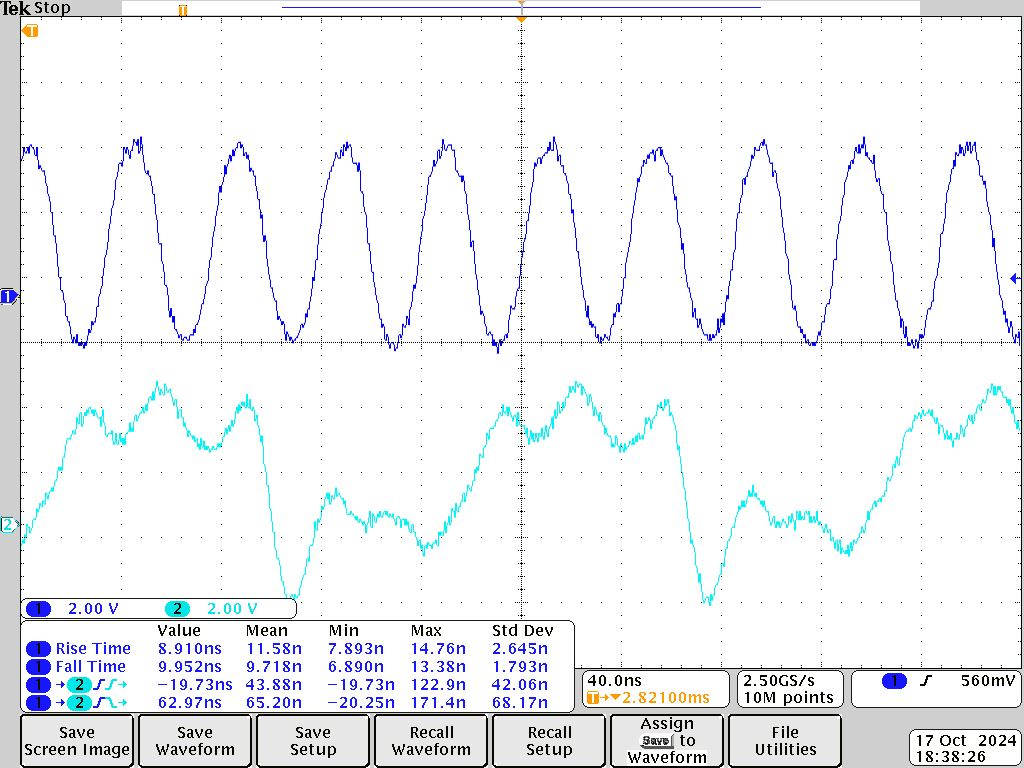 Tek Stop
T
T
1
2
1 2.00 V 2 2.00 V
Value Mean Min Max Std Dev
1 Rise Time 8.910ns 11.58n 7.893n 14.76n 2.645n
1 Fall Time 9.952ns 9.718n 6.890n 13.38n 1.793n
1 → 2 −19.73ns 43.88n −19.73n 122.9n 42.06n
1 → 2 62.97ns 65.20n −20.25n 171.4n 68.17n
40.0ns
T→▼2.82100ms
2.50GS/s
10M points
1 560mV
Save
Screen Image
Save
Waveform
Save
Setup
Recall
Waveform
Recall
Setup
Assign
Save to
Waveform
File
Utilities
17 Oct 2024
18:38:26